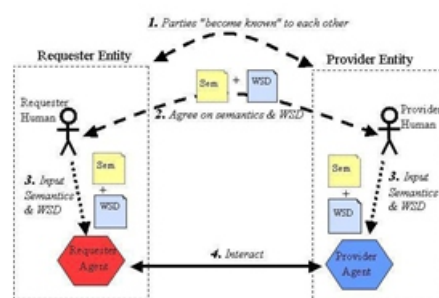 1. Parties "become known" to each other
Requester Entity
Provider Entity
Sem.
+
WSD
Requester
Human
Provider
Human
2. Agree on semantics & WSD
3. Input
Semantics
& WSD
Sem
+
WSD
Sem
+
WSD
3. Input
Semantics
& WSD
Requester
Agent
4. Interact
Provider
Agent